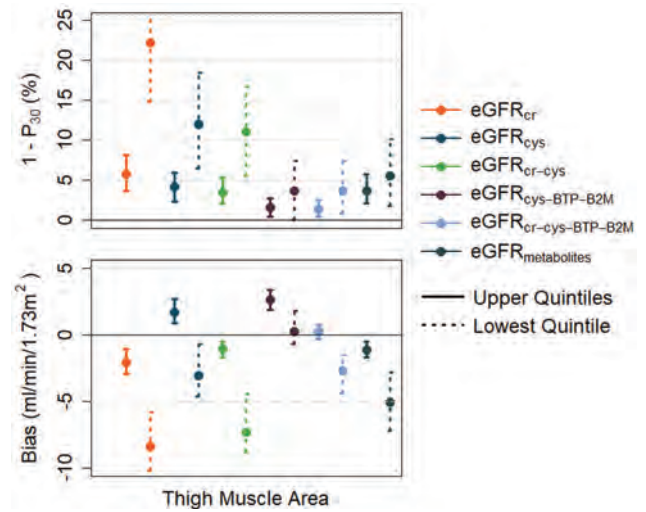 1 - P30 (%)
25
20
15
10
5
0
Bias (ml/min/1.73m²)
5
0
-5
-10
Thigh Muscle Area
eGFRcr
eGFRcys
eGFRcr-cys
eGFRcys-BTP-B2M
eGFRcr-cys-BTP-B2M
eGFRmetabolites
Upper Quintiles
Lowest Quintile